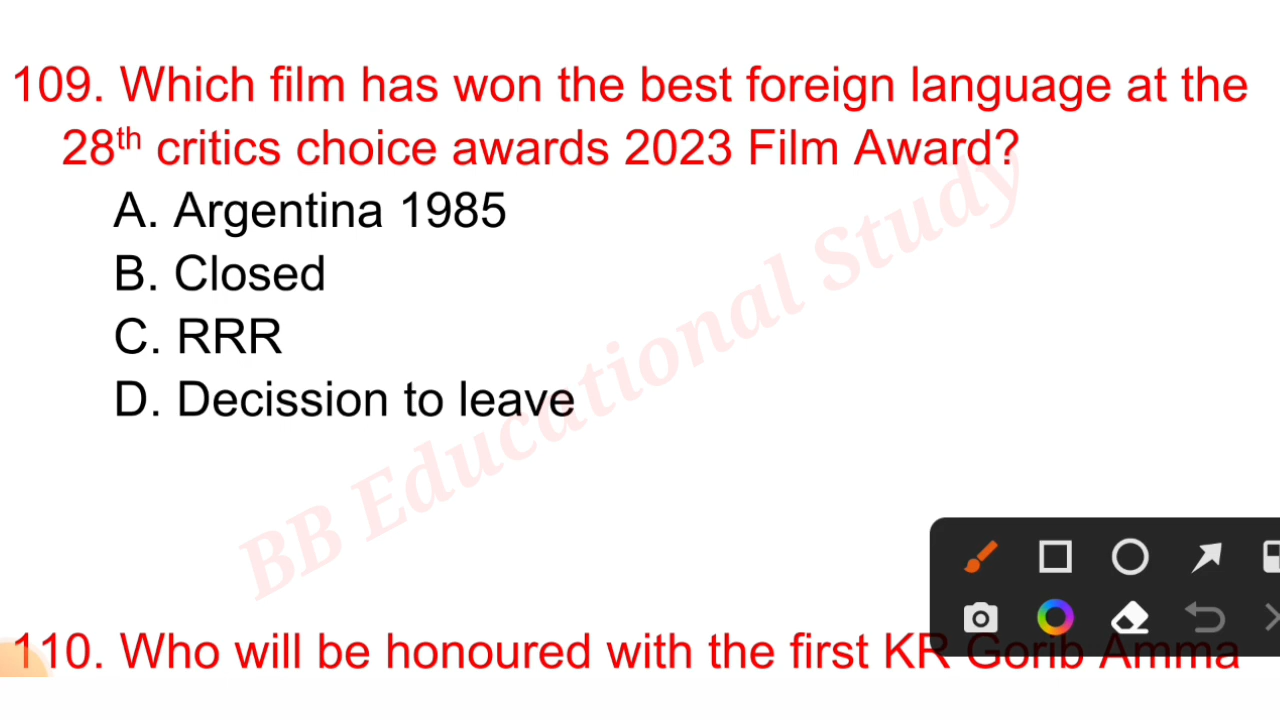 109. Which film has won the best foreign language at the
28th critics choice awards 2023 Film Award?
A. Argentina 1985
B. Closed
C. RRR
D. Decission to leave
BB Educational Study
110. Who will be honoured with the first KR Gorib Amma